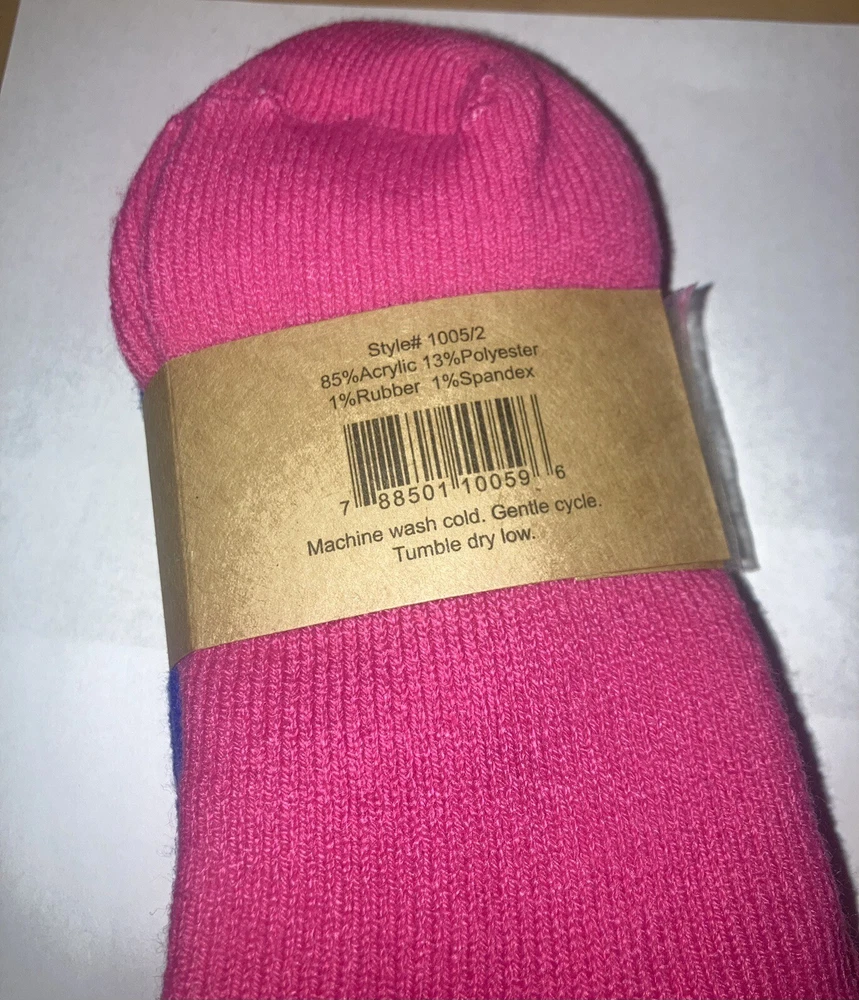 Style# 1005/2
85%Acrylic 13%Polyester
1%Rubber 1%Spandex
7 88501 10059 6
Machine wash cold. Gentle cycle.
Tumble dry low.